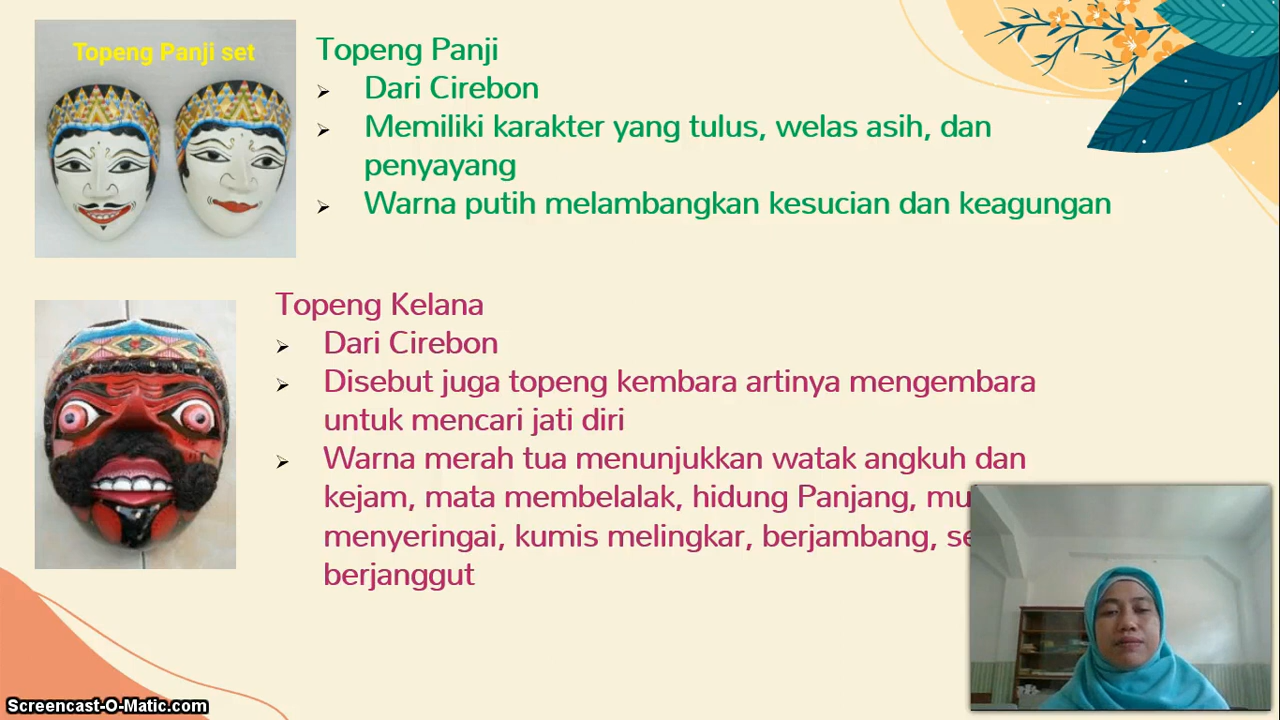 Topeng Panji set
Topeng Panji
Dari Cirebon
Memiliki karakter yang tulus, welas asih, dan
penyayang
Warna putih melambangkan kesucian dan keagungan
Topeng Kelana
Dari Cirebon
Disebut juga topeng kembara artinya mengembara
untuk mencari jati diri
Warna merah tua menunjukkan watak angkuh dan
kejam, mata membelalak, hidung Panjang,
menyeringai, kumis melingkar, berjambang,
berjanggut
Screencast-O-Matic.com